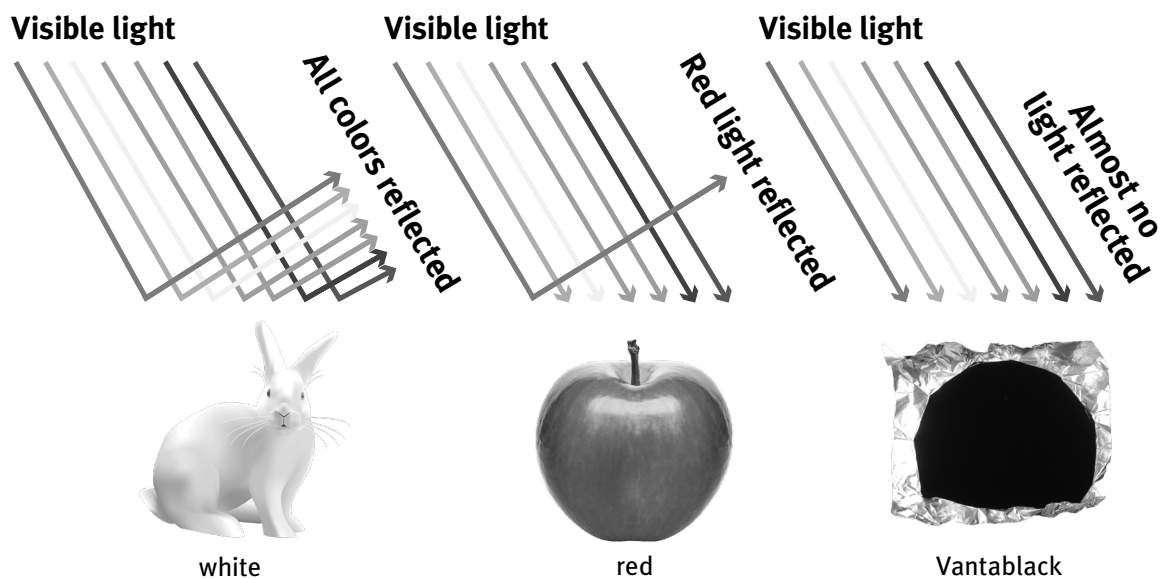 Visible light
All colors reflected
white
Visible light
Red light reflected
red
Visible light
Almost no
light reflected
Vantablack